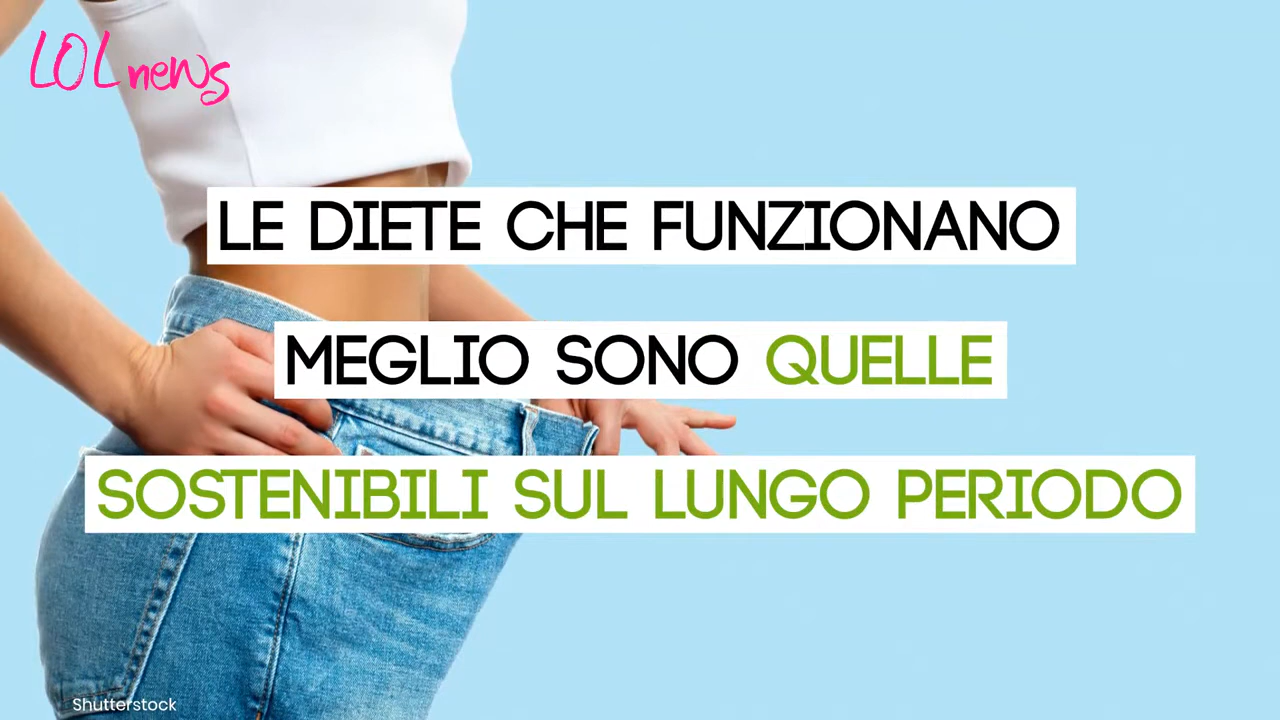 LOL news
LE DIETE CHE FUNZIONANO
MEGLIO SONO QUELLE
SOSTENIBILI SUL LUNGO PERIODO
Shutterstock